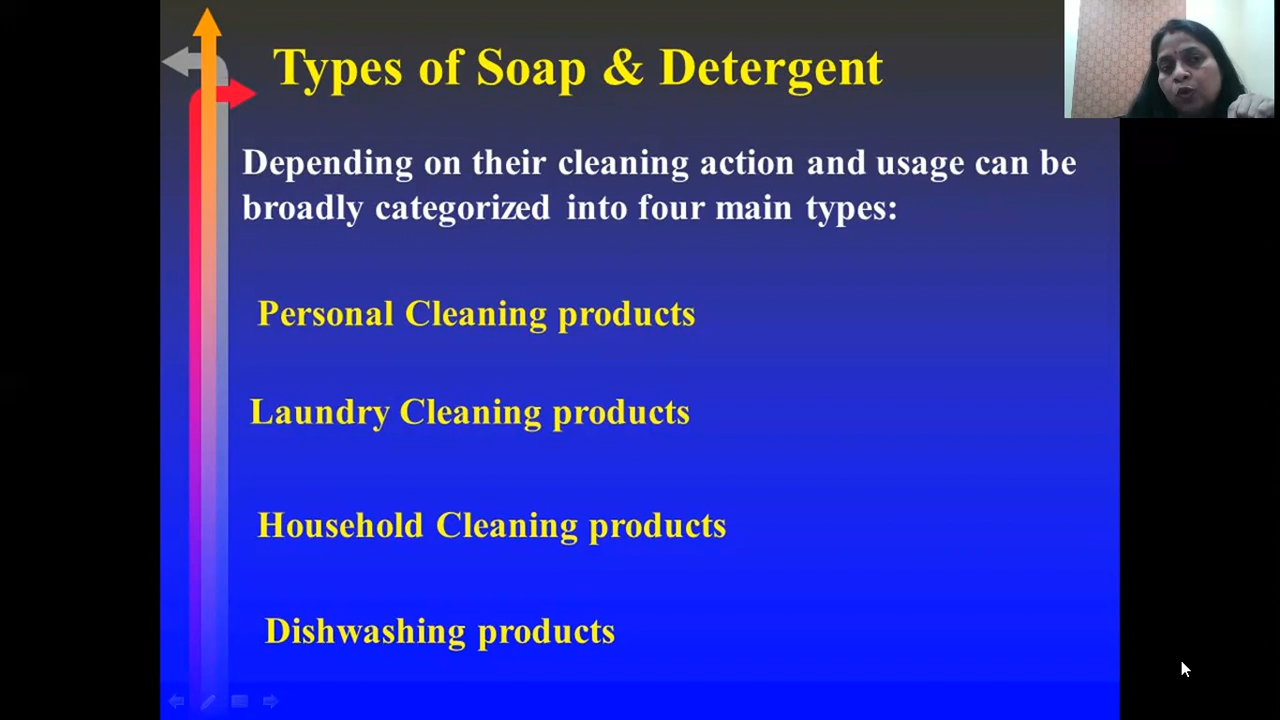 Types of Soap & Detergent
Depending on their cleaning action and usage can be
broadly categorized into four main types:
Personal Cleaning products
Laundry Cleaning products
Household Cleaning products
Dishwashing products